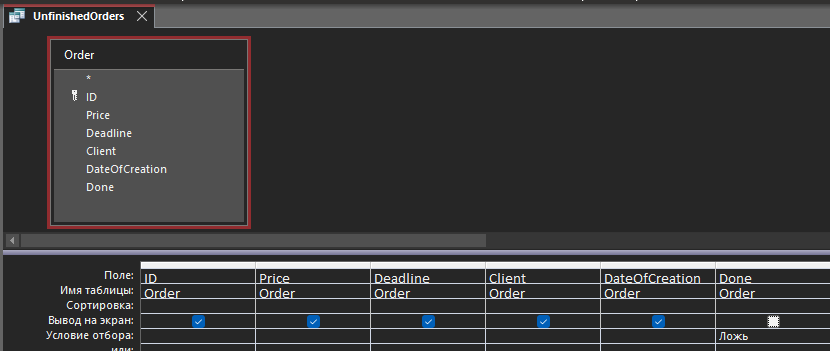 UnfinishedOrders
Order
*
ID
Price
Deadline
Client
DateOfCreation
Done
Поле: ID Price Deadline Client DateOfCreation Done
Имя таблицы: Order Order Order Order Order Order
Сортировка:
Вывод на экран:
Условие отбора: Ложь
или: